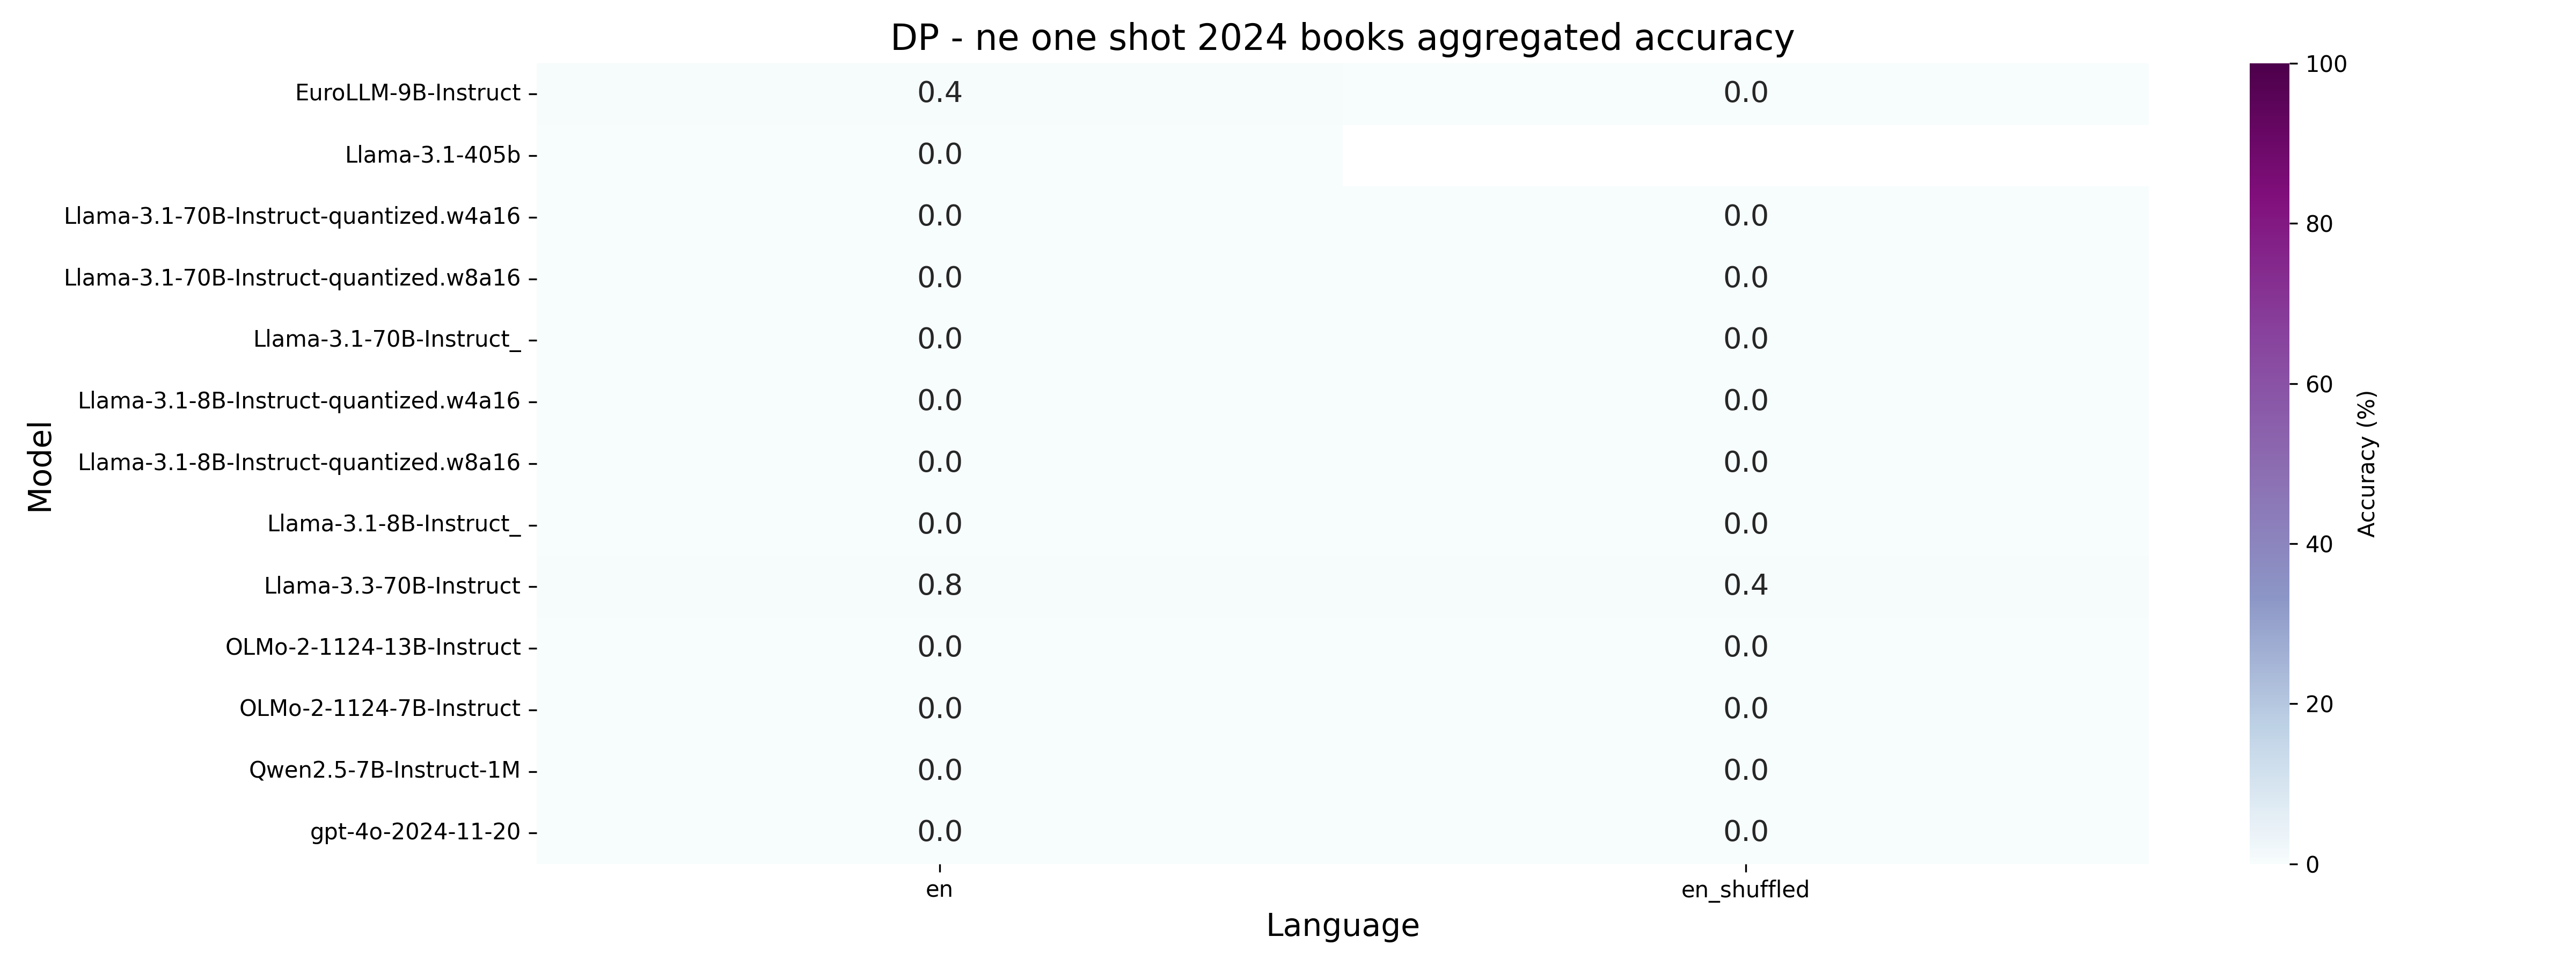 DP - ne one shot 2024 books aggregated accuracy
Model
EuroLLM-9B-Instruct 0.4 0.0
Llama-3.1-405b 0.0
Llama-3.1-70B-Instruct-quantized.w4a16 0.0 0.0
Llama-3.1-70B-Instruct-quantized.w8a16 0.0 0.0
Llama-3.1-70B-Instruct_ 0.0 0.0
Llama-3.1-8B-Instruct-quantized.w4a16 0.0 0.0
Llama-3.1-8B-Instruct-quantized.w8a16 0.0 0.0
Llama-3.1-8B-Instruct_ 0.0 0.0
Llama-3.3-70B-Instruct 0.8 0.4
OLMo-2-1124-13B-Instruct 0.0 0.0
OLMo-2-1124-7B-Instruct 0.0 0.0
Qwen2.5-7B-Instruct-1M 0.0 0.0
gpt-4o-2024-11-20 0.0 0.0
en en_shuffled
Language
100
80
60
40
20
0
Accuracy (%)